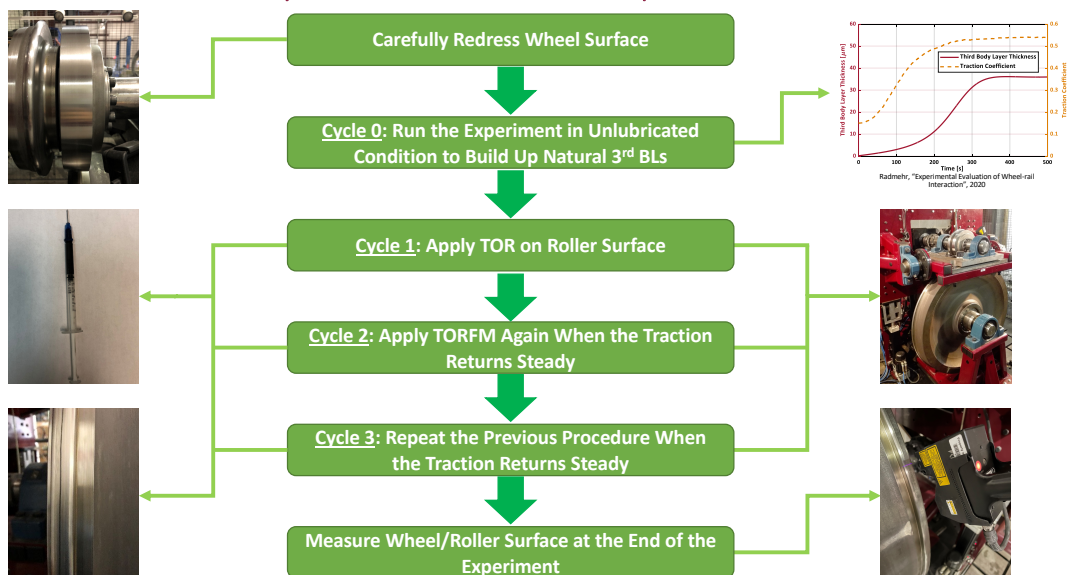 Carefully Redress Wheel Surface
Cycle 0: Run the Experiment in Unlubricated
Condition to Build Up Natural 3rd BLs
Cycle 1: Apply TOR on Roller Surface
Cycle 2: Apply TORFM Again When the Traction
Returns Steady
Cycle 3: Repeat the Previous Procedure When
the Traction Returns Steady
Measure Wheel/Roller Surface at the End of the
Experiment
Third Body Layer Thickness [μm]
60
50
40
30
20
10
0
Third Body Layer Thickness
Traction Coefficient
0.6
0.5
0.4
0.3
0.2
0.1
0
Traction Coefficient
0 100 200 300 400 500
Time [s]
Radmehr, "Experimental Evaluation of Wheel-rail
Interaction", 2020